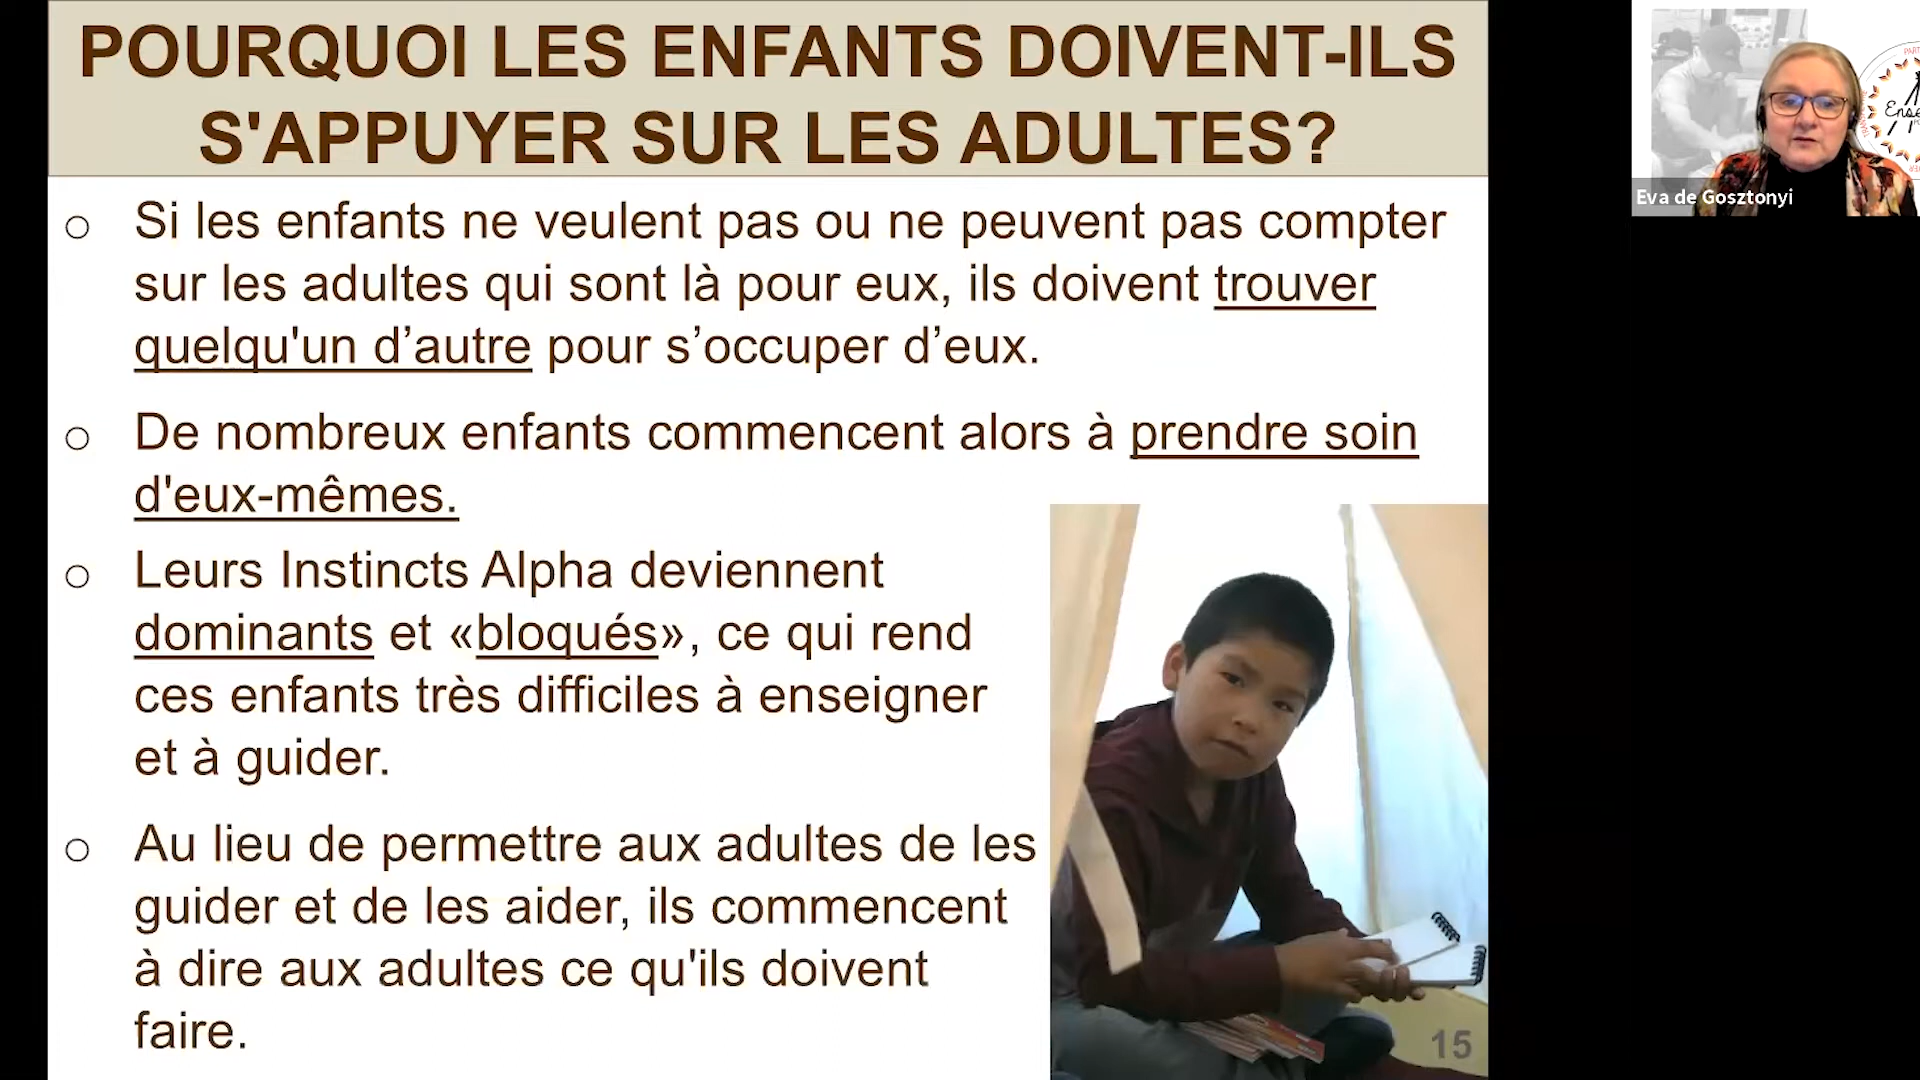 POURQUOI LES ENFANTS DOIVENT-ILS
S'APPUYER SUR LES ADULTES?
o Si les enfants ne veulent pas ou ne peuvent pas compter
sur les adultes qui sont là pour eux, ils doivent trouver
quelqu'un d’autre pour s’occuper d’eux.
o De nombreux enfants commencent alors à prendre soin
d'eux-mêmes.
o Leurs Instincts Alpha deviennent
dominants et «bloqués», ce qui rend
ces enfants très difficiles à enseigner
et à guider.
o Au lieu de permettre aux adultes de les
guider et de les aider, ils commencent
à dire aux adultes ce qu'ils doivent
faire.
15
Eva de Gosztonyi